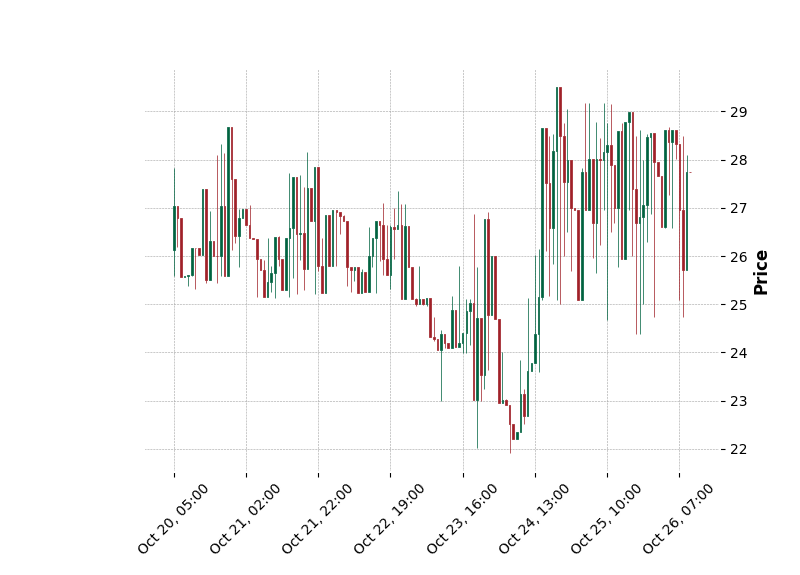 29
28
27
26
25
24
23
22
Price
Oct 20, 05:00
Oct 21, 02:00
Oct 21, 22:00
Oct 22, 19:00
Oct 23, 16:00
Oct 24, 13:00
Oct 25, 10:00
Oct 26, 07:00